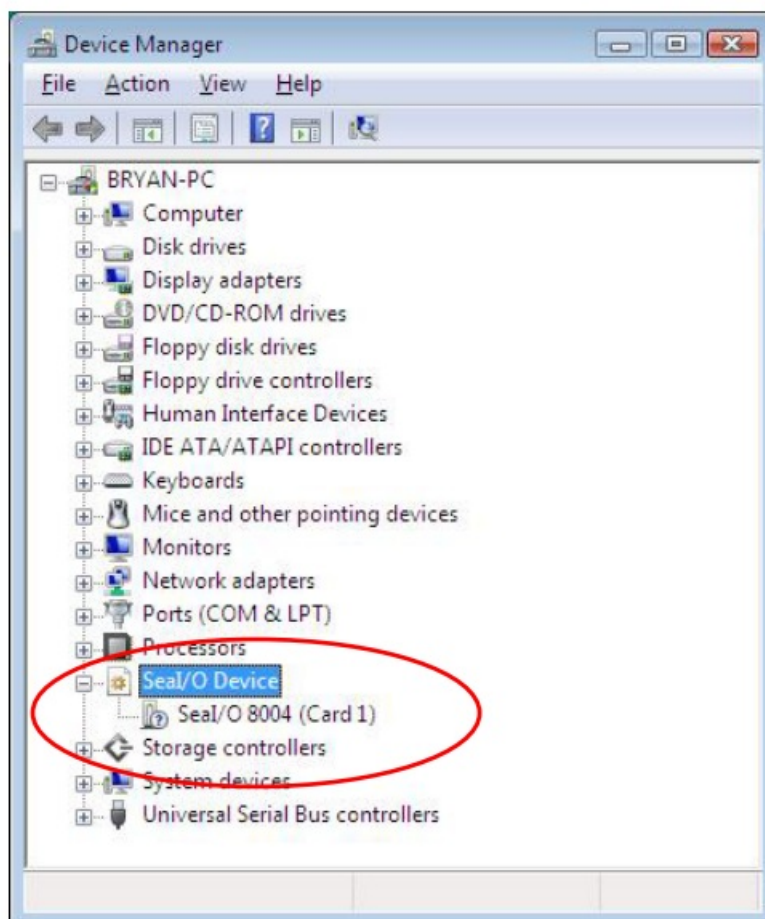 Device Manager
File Action View Help
BRYAN-PC
Computer
Disk drives
Display adapters
DVD/CD-ROM drives
Floppy disk drives
Floppy drive controllers
Human Interface Devices
IDE ATA/ATAPI controllers
Keyboards
Mice and other pointing devices
Monitors
Network adapters
Ports (COM & LPT)
Processors
SeaI/O Device
SeaI/O 8004 (Card 1)
Storage controllers
System devices
Universal Serial Bus controllers